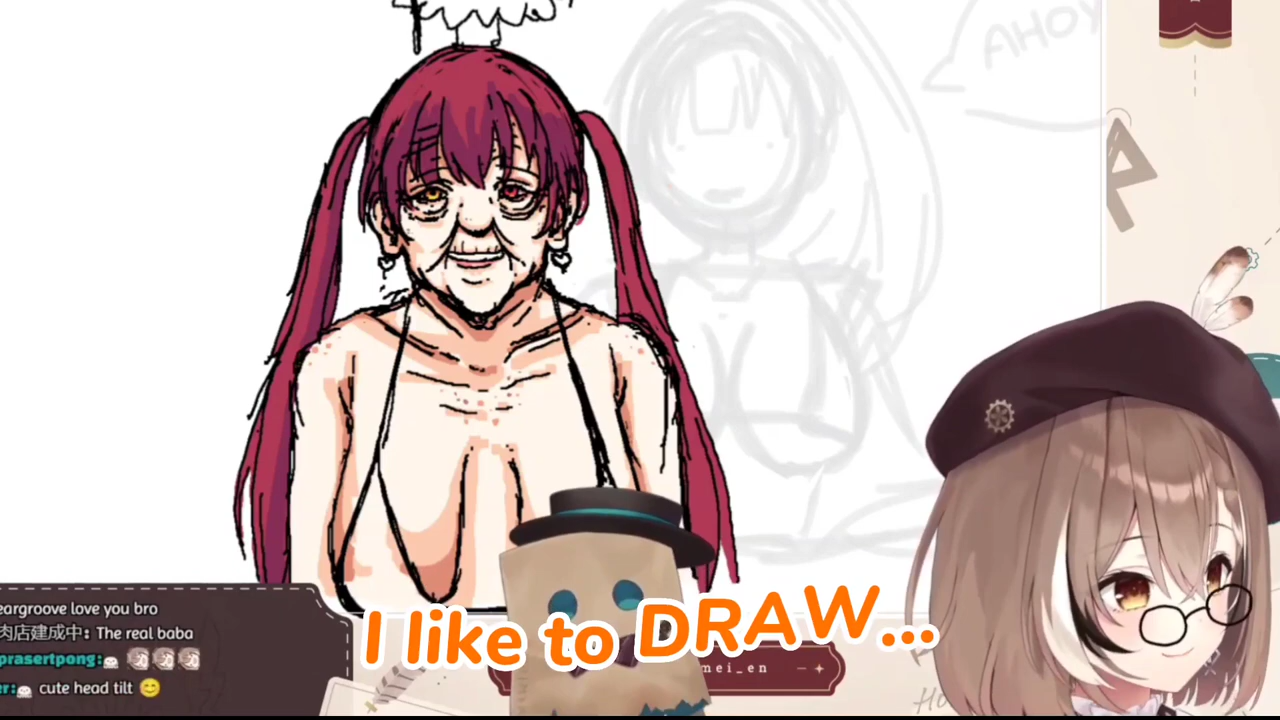 AHOY
eargroove love you bro
肉店建成中: The real baba
prasertpong:
er: cute head tilt
I like to DRAW...
mei_en